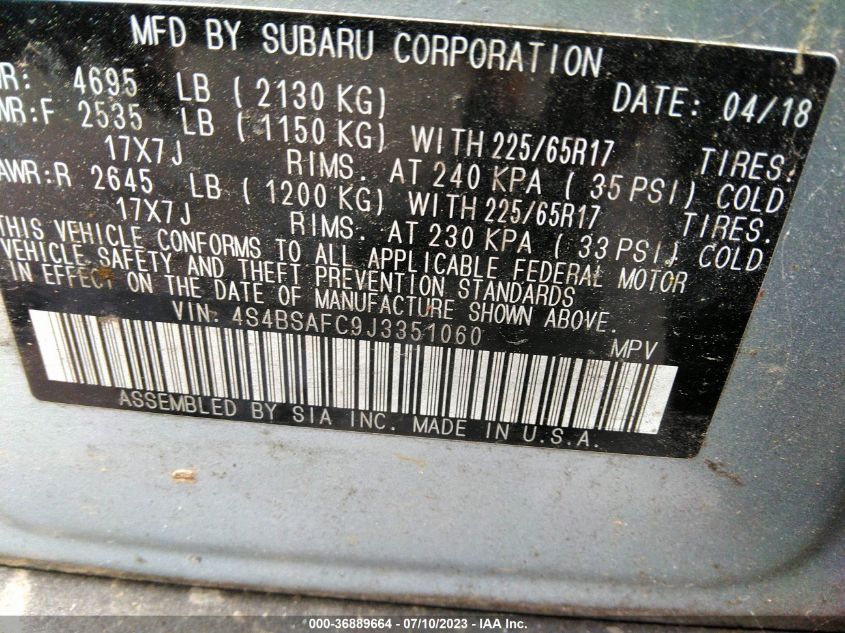 MFD BY SUBARU CORPORATION
WR: 4695 LB ( 2130 KG) DATE: 04/18
WR:F 2535 LB ( 1150 KG) WITH 225/65R17 TIRES.
17X7J RIMS. AT 240 KPA ( 35 PSI) COLD
AWR:R 2645 LB ( 1200 KG) WITH 225/65R17 TIRES.
17X7J RIMS. AT 230 KPA ( 33 PSI) COLD
THIS VEHICLE CONFORMS TO ALL APPLICABLE FEDERAL MOTOR
VEHICLE SAFETY AND THEFT PREVENTION STANDARDS
IN EFFECT ON THE DATE OF MANUFACTURE SHOWN ABOVE.
VIN: 4S4BSAFC9J3351060 MPV
ASSEMBLED BY SIA INC. MADE IN U.S.A.
000-36889664 - 07/10/2023 - IAA Inc.